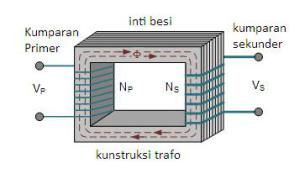 inti besi
Kumparan
Primer
kumparan
sekunder
Φ
VP
NP
NS
VS
kunstruksi trafo